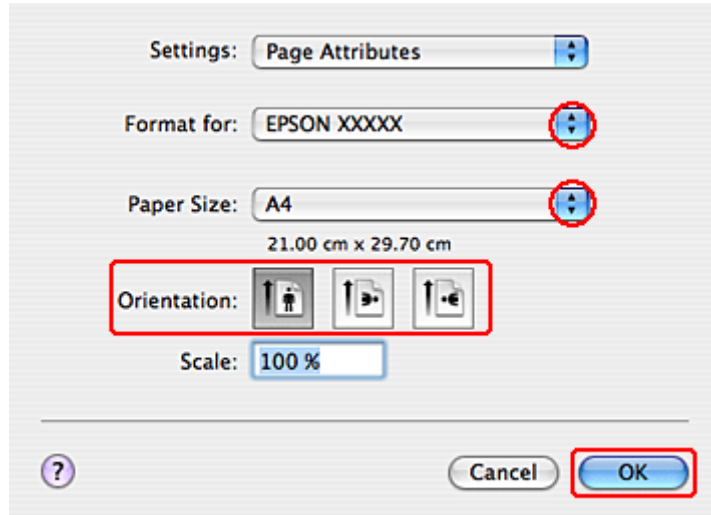 Settings: Page Attributes
Format for: EPSON XXXXX
Paper Size: A4
21.00 cm x 29.70 cm
Orientation:
Scale: 100 %
? Cancel OK